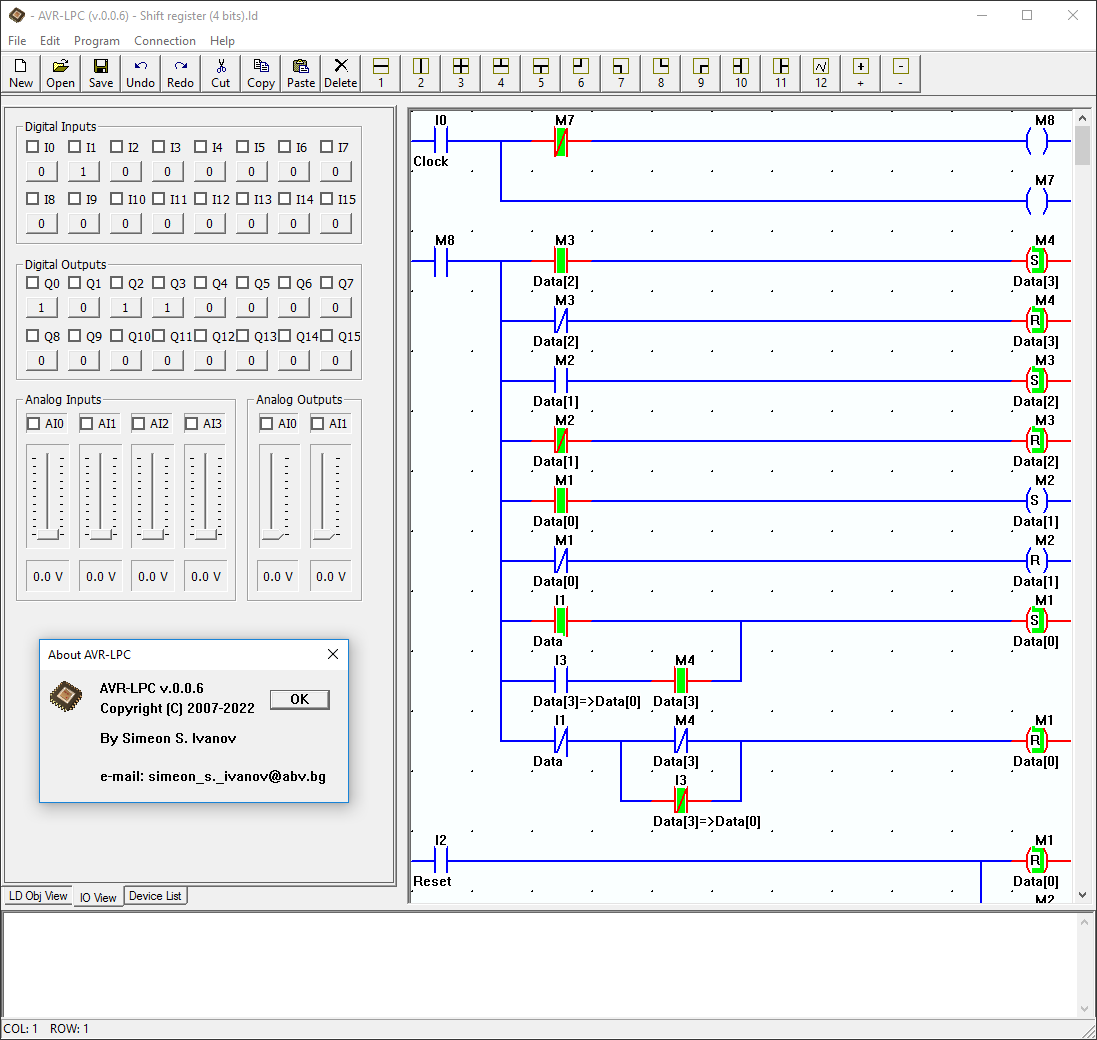 - AVR-LPC (v.0.0.6) - Shift register (4 bits).ld
File Edit Program Connection Help
New Open Save Undo Redo Cut Copy Paste Delete 1 2 3 4 5 6 7 8 9 10 11 12 + -
Digital Inputs
I0 I1 I2 I3 I4 I5 I6 I7
0 1 0 0 0 0 0 0
I8 I9 I10 I11 I12 I13 I14 I15
0 0 0 0 0 0 0 0
Digital Outputs
Q0 Q1 Q2 Q3 Q4 Q5 Q6 Q7
1 0 1 1 0 0 0 0
Q8 Q9 Q10 Q11 Q12 Q13 Q14 Q15
0 0 0 0 0 0 0 0
Analog Inputs
AI0 AI1 AI2 AI3
0.0 V 0.0 V 0.0 V 0.0 V
Analog Outputs
AI0 AI1
0.0 V 0.0 V
About AVR-LPC
AVR-LPC v.0.0.6
Copyright (C) 2007-2022
OK
By Simeon S. Ivanov
e-mail: simeon_s._ivanov@abv.bg
LD Obj View IO View Device List
I0 M7 M8
Clock
M7
M8 M3 M4
S
Data[2] Data[3]
M3 M4
R
Data[2] Data[3]
M2 M3
S
Data[1] Data[2]
M2 M3
R
Data[1] Data[2]
M1 M2
S
Data[0] Data[1]
M1 M2
R
Data[0] Data[1]
I1 M1
S
Data Data[0]
I3 M4
Data[3]=>Data[0] Data[3]
I1 M4 M1
R
Data Data[3] Data[0]
I3
Data[3]=>Data[0]
I2 M1
R
Reset Data[0]
M2
COL: 1 ROW: 1